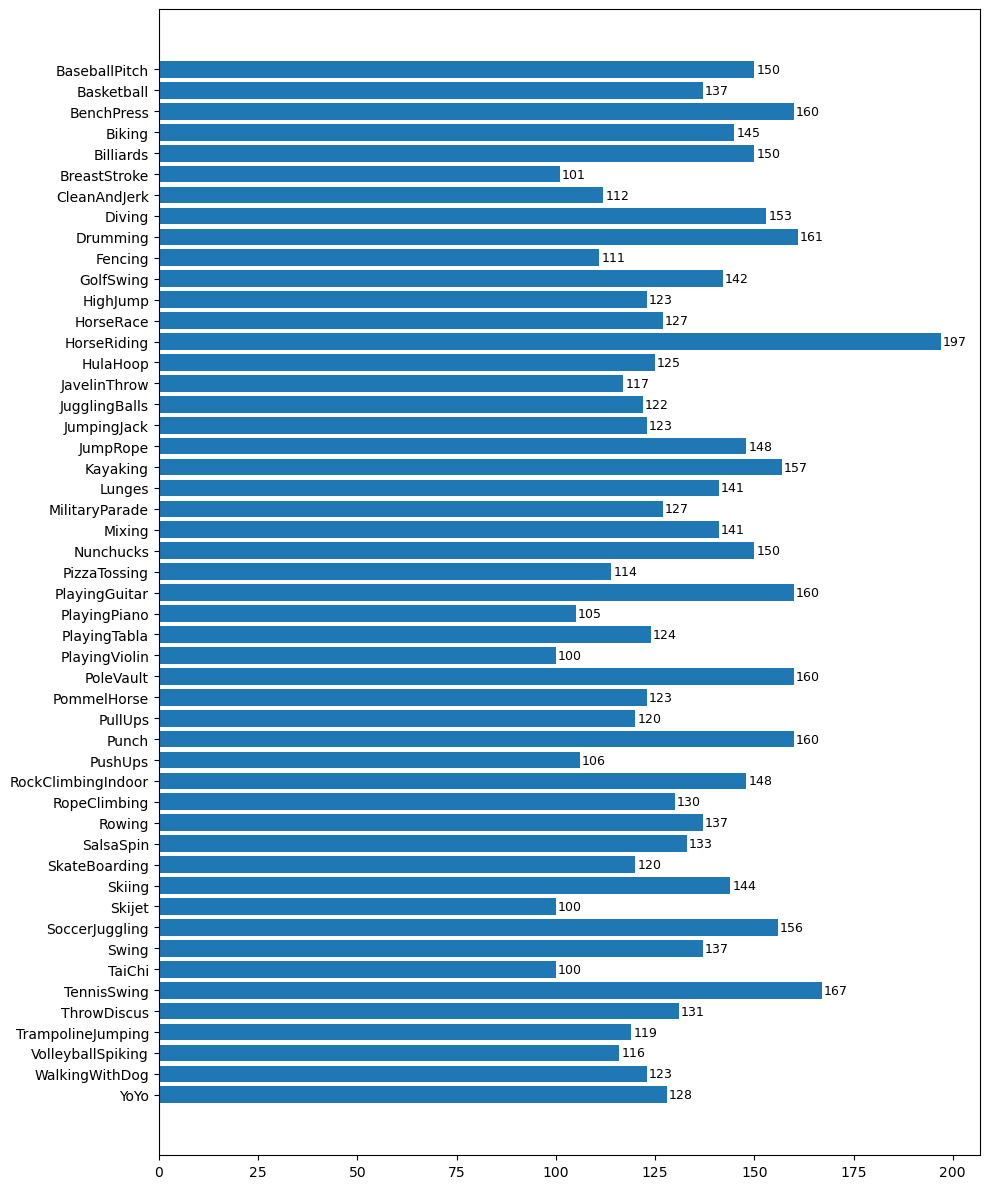 BaseballPitch 150
Basketball 137
BenchPress 160
Biking 145
Billiards 150
BreastStroke 101
CleanAndJerk 112
Diving 153
Drumming 161
Fencing 111
GolfSwing 142
HighJump 123
HorseRace 127
HorseRiding 197
HulaHoop 125
JavelinThrow 117
JugglingBalls 122
JumpingJack 123
JumpRope 148
Kayaking 157
Lunges 141
MilitaryParade 127
Mixing 141
Nunchucks 150
PizzaTossing 114
PlayingGuitar 160
PlayingPiano 105
PlayingTabla 124
PlayingViolin 100
PoleVault 160
PommelHorse 123
PullUps 120
Punch 160
PushUps 106
RockClimbingIndoor 148
RopeClimbing 130
Rowing 137
SalsaSpin 133
SkateBoarding 120
Skiing 144
Skijet 100
SoccerJuggling 156
Swing 137
TaiChi 100
TennisSwing 167
ThrowDiscus 131
TrampolineJumping 119
VolleyballSpiking 116
WalkingWithDog 123
YoYo 128
0 25 50 75 100 125 150 175 200